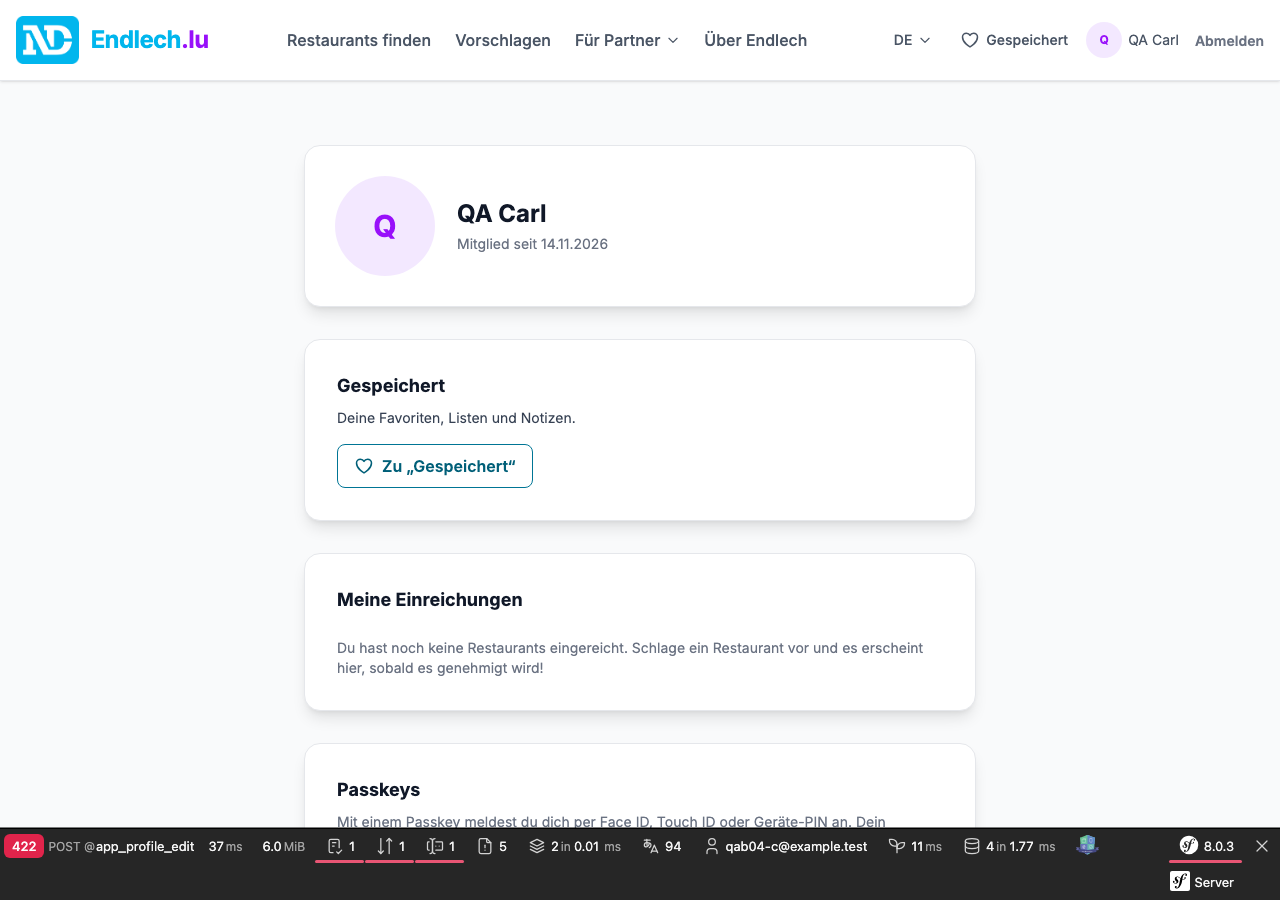 Endlech.lu
Restaurants finden
Vorschlagen
Für Partner
Über Endlech
DE
Gespeichert
Q
QA Carl
Abmelden
Q
QA Carl
Mitglied seit 14.11.2026
Gespeichert
Deine Favoriten, Listen und Notizen.
Zu „Gespeichert“
Meine Einreichungen
Du hast noch keine Restaurants eingereicht. Schlage ein Restaurant vor und es erscheint
hier, sobald es genehmigt wird!
Passkeys
Mit einem Passkey meldest du dich per Face ID, Touch ID oder Geräte-PIN an. Dein
422 POST @app_profile_edit 37 ms 6.0 MiB 1 1 1 5 2 in 0.01 ms 94 qab04-c@example.test 11 ms 4 in 1.77 ms 8.0.3
Server